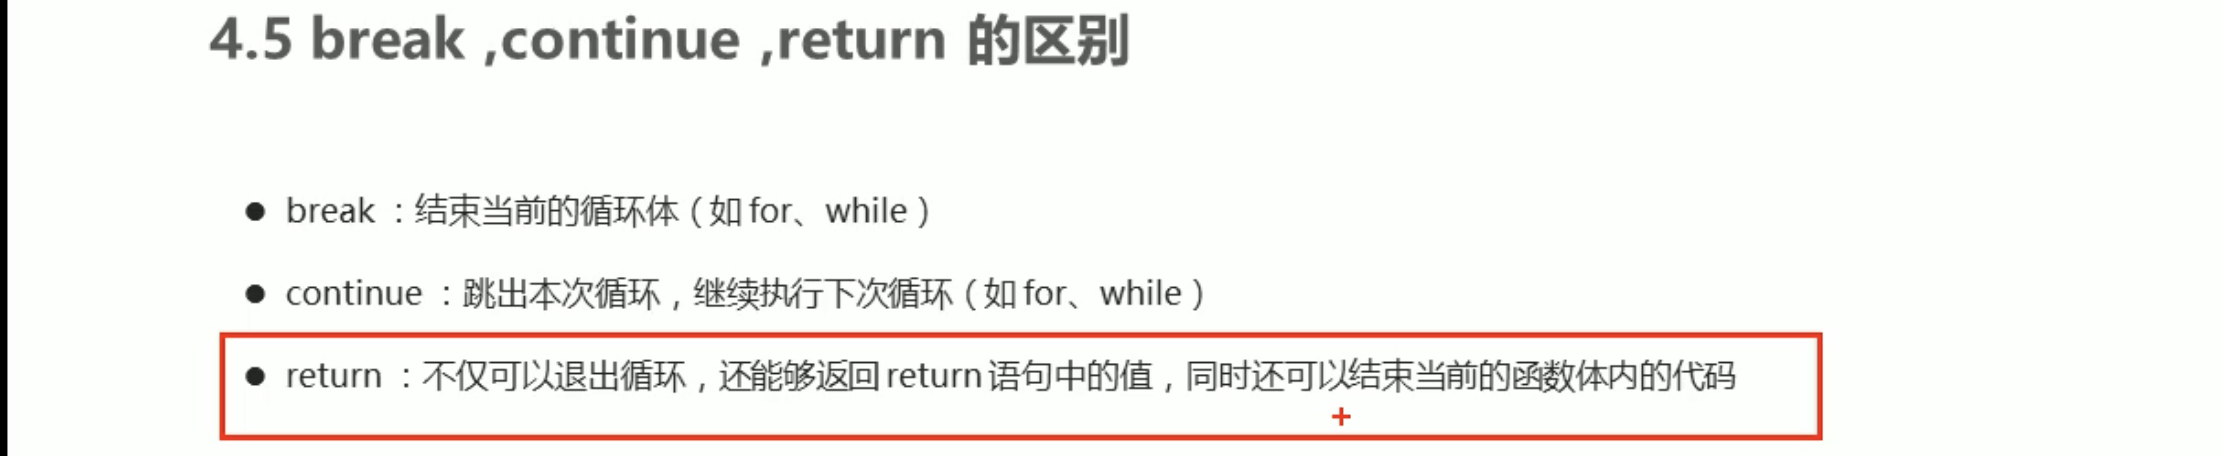 4.5 break ,continue ,return 的区别
● break ：结束当前的循环体（如 for、while）
● continue ：跳出本次循环，继续执行下次循环（如 for、while）
● return ：不仅可以退出循环，还能够返回 return 语句中的值，同时还可以结束当前的函数体内的代码